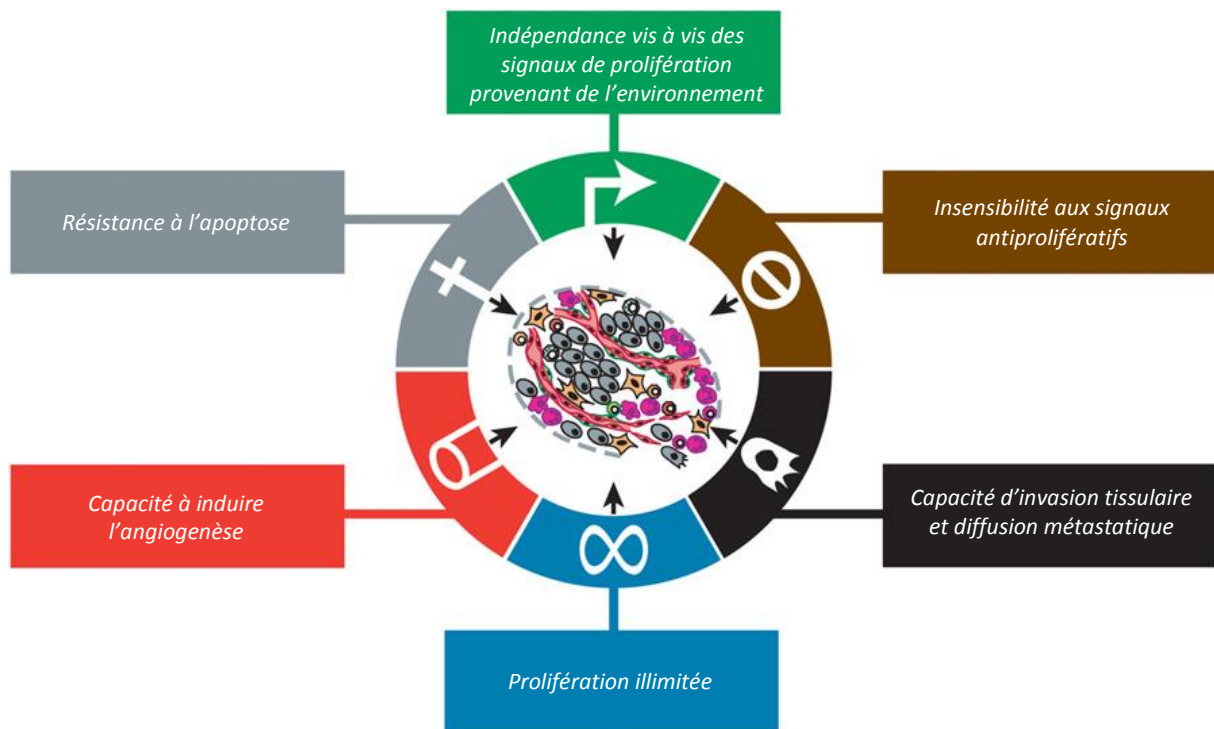 Indépendance vis à vis des
signaux de prolifération
provenant de l’environnement
Résistance à l’apoptose
Insensibilité aux signaux
antiprolifératifs
Capacité à induire
l’angiogenèse
Capacité d’invasion tissulaire
et diffusion métastatique
Prolifération illimitée